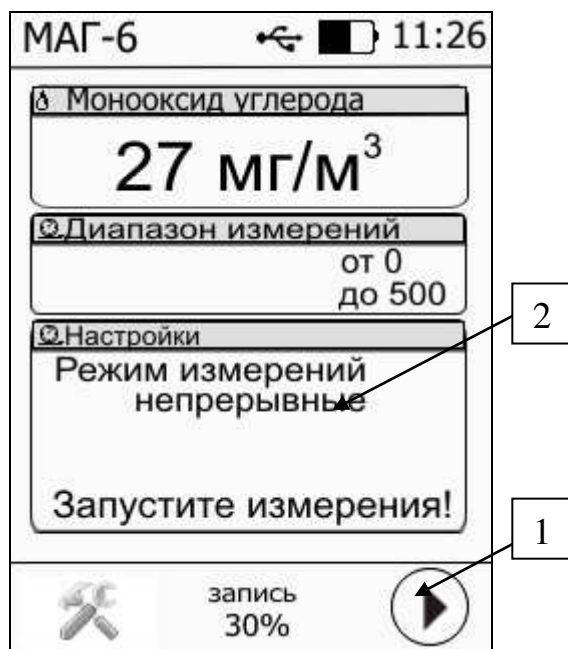 МАГ-6 11:26
Монооксид углерода
27 мг/м³
Диапазон измерений
от 0
до 500
Настройки
Режим измерений
непрерывные
Запустите измерения!
запись
30%
2
1